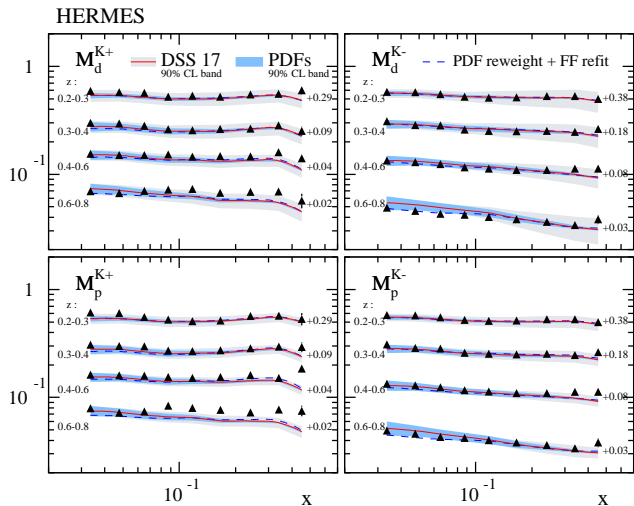 HERMES
M_d^{K+} DSS 17 PDFs
90% CL band 90% CL band
z :
1
0.2-0.3 +0.29
0.3-0.4 +0.09
10^{-1}
0.4-0.6 +0.04
0.6-0.8 +0.02
M_d^{K-} PDF reweight + FF refit
z :
0.2-0.3 +0.38
0.3-0.4 +0.18
0.4-0.6 +0.08
0.6-0.8 +0.03
M_p^{K+}
z :
1
0.2-0.3 +0.29
0.3-0.4 +0.09
10^{-1}
0.4-0.6 +0.04
0.6-0.8 +0.02
M_p^{K-}
z :
0.2-0.3 +0.38
0.3-0.4 +0.18
0.4-0.6 +0.08
0.6-0.8 +0.03
10^{-1} x 10^{-1} x